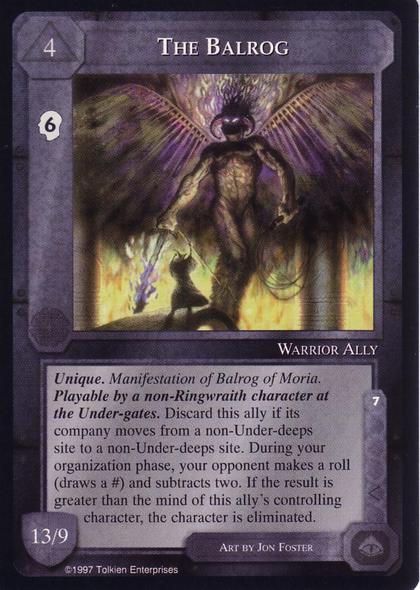 4
THE BALROG
6
WARRIOR ALLY
Unique. Manifestation of Balrog of Moria.
Playable by a non-Ringwraith character at
the Under-gates. Discard this ally if its
company moves from a non-Under-deeps
site to a non-Under-deeps site. During your
organization phase, your opponent makes a roll
(draws a #) and subtracts two. If the result is
greater than the mind of this ally's controlling
character, the character is eliminated.
7
13/9
ART BY JON FOSTER
©1997 Tolkien Enterprises